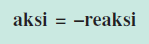 aksi = –reaksi